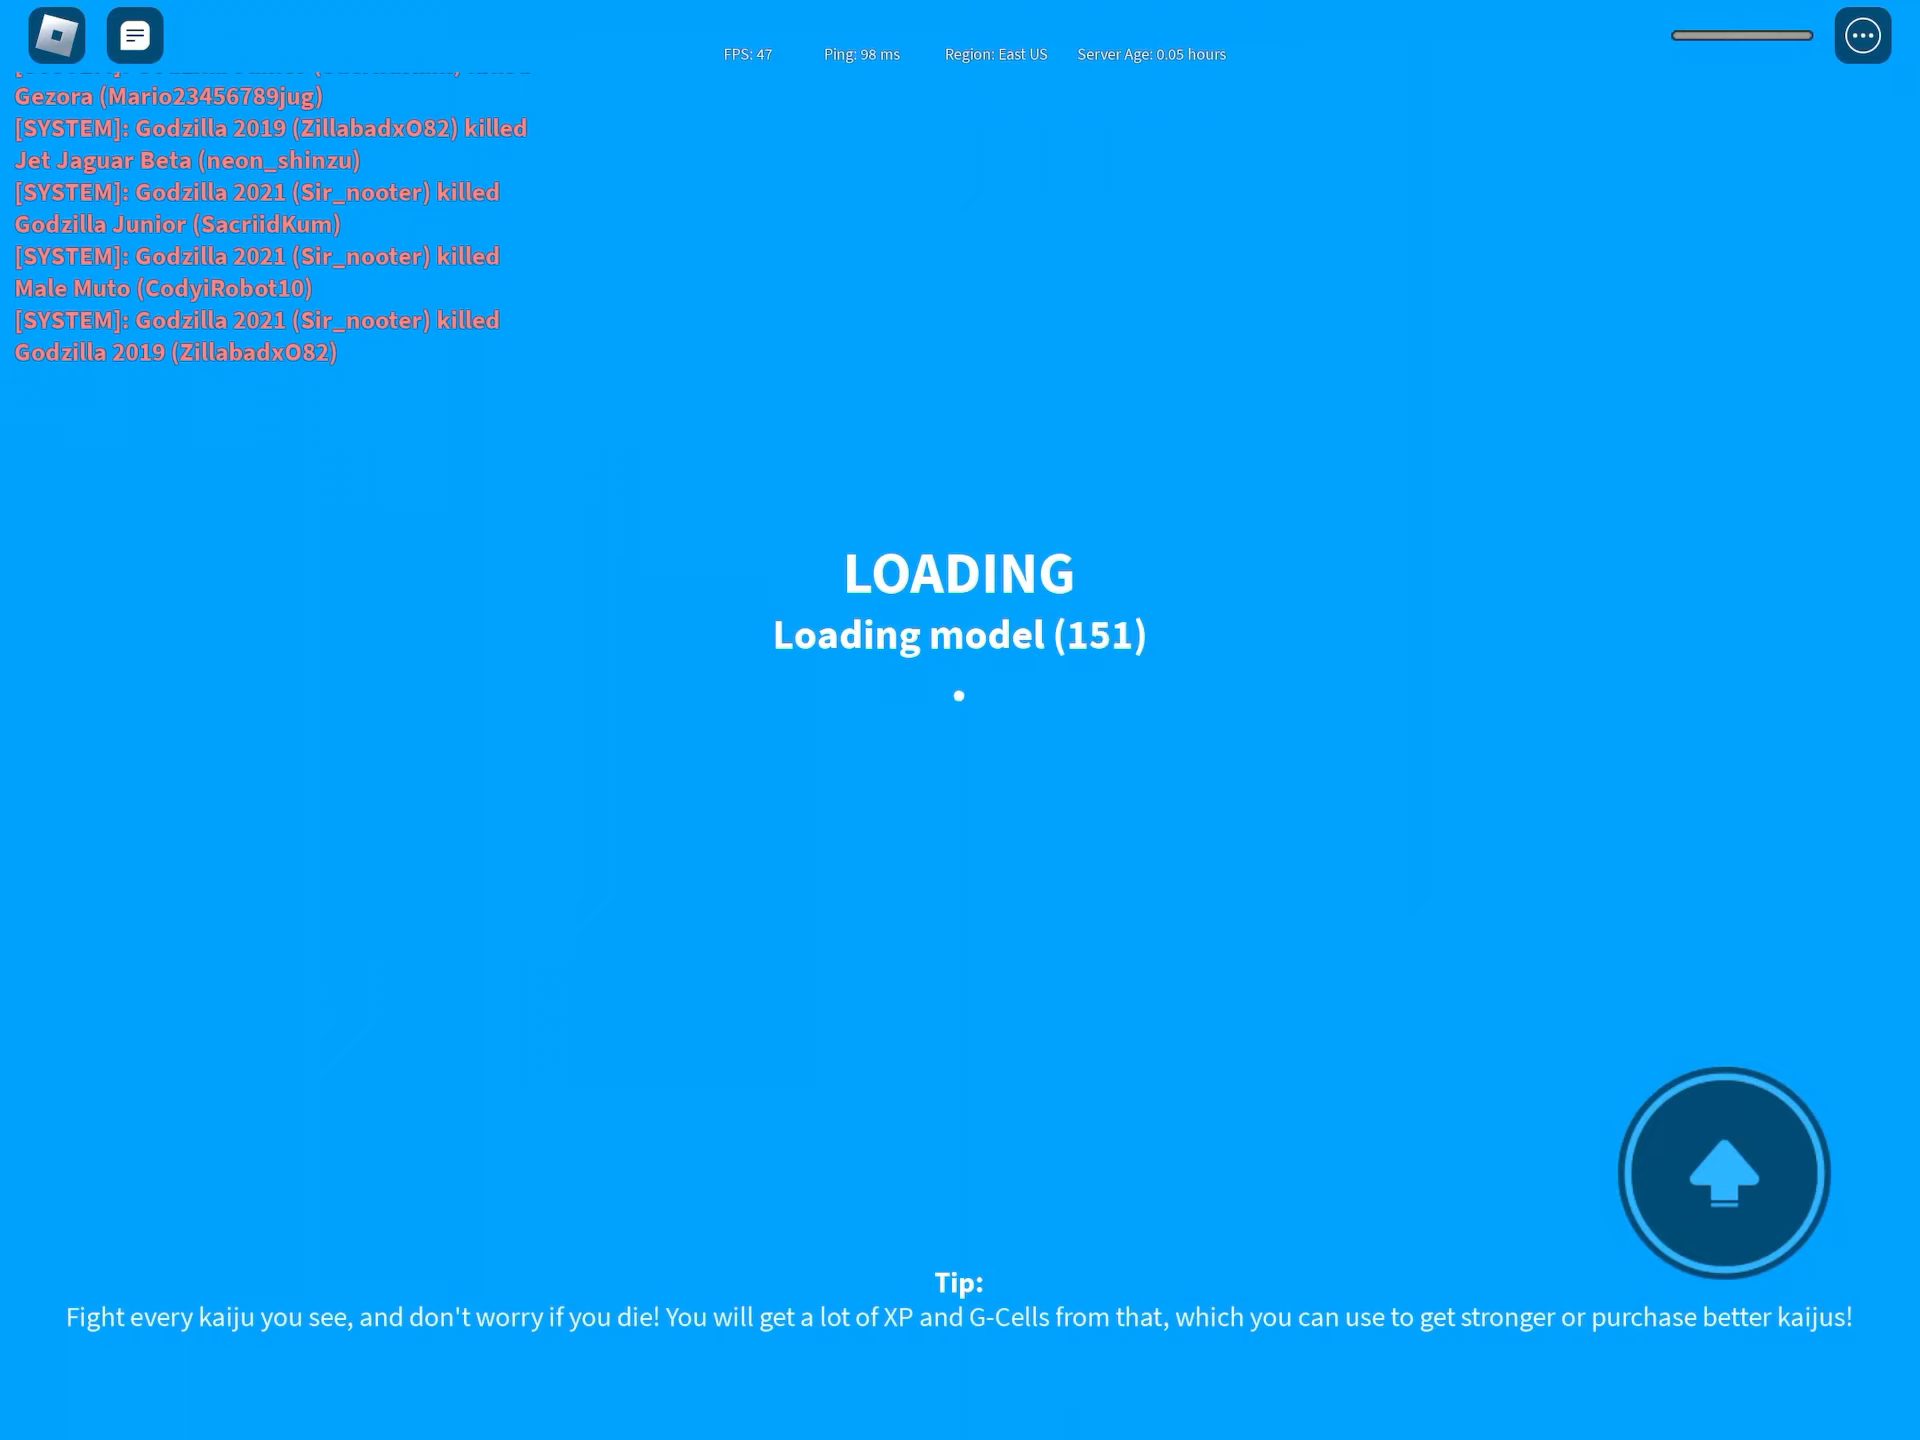 FPS: 47 Ping: 98 ms Region: East US Server Age: 0.05 hours
Gezora (Mario23456789jug)
[SYSTEM]: Godzilla 2019 (ZillabadxO82) killed
Jet Jaguar Beta (neon_shinzu)
[SYSTEM]: Godzilla 2021 (Sir_nooter) killed
Godzilla Junior (SacriidKum)
[SYSTEM]: Godzilla 2021 (Sir_nooter) killed
Male Muto (CodyiRobot10)
[SYSTEM]: Godzilla 2021 (Sir_nooter) killed
Godzilla 2019 (ZillabadxO82)
LOADING
Loading model (151)
Tip:
Fight every kaiju you see, and don't worry if you die! You will get a lot of XP and G-Cells from that, which you can use to get stronger or purchase better kaijus!